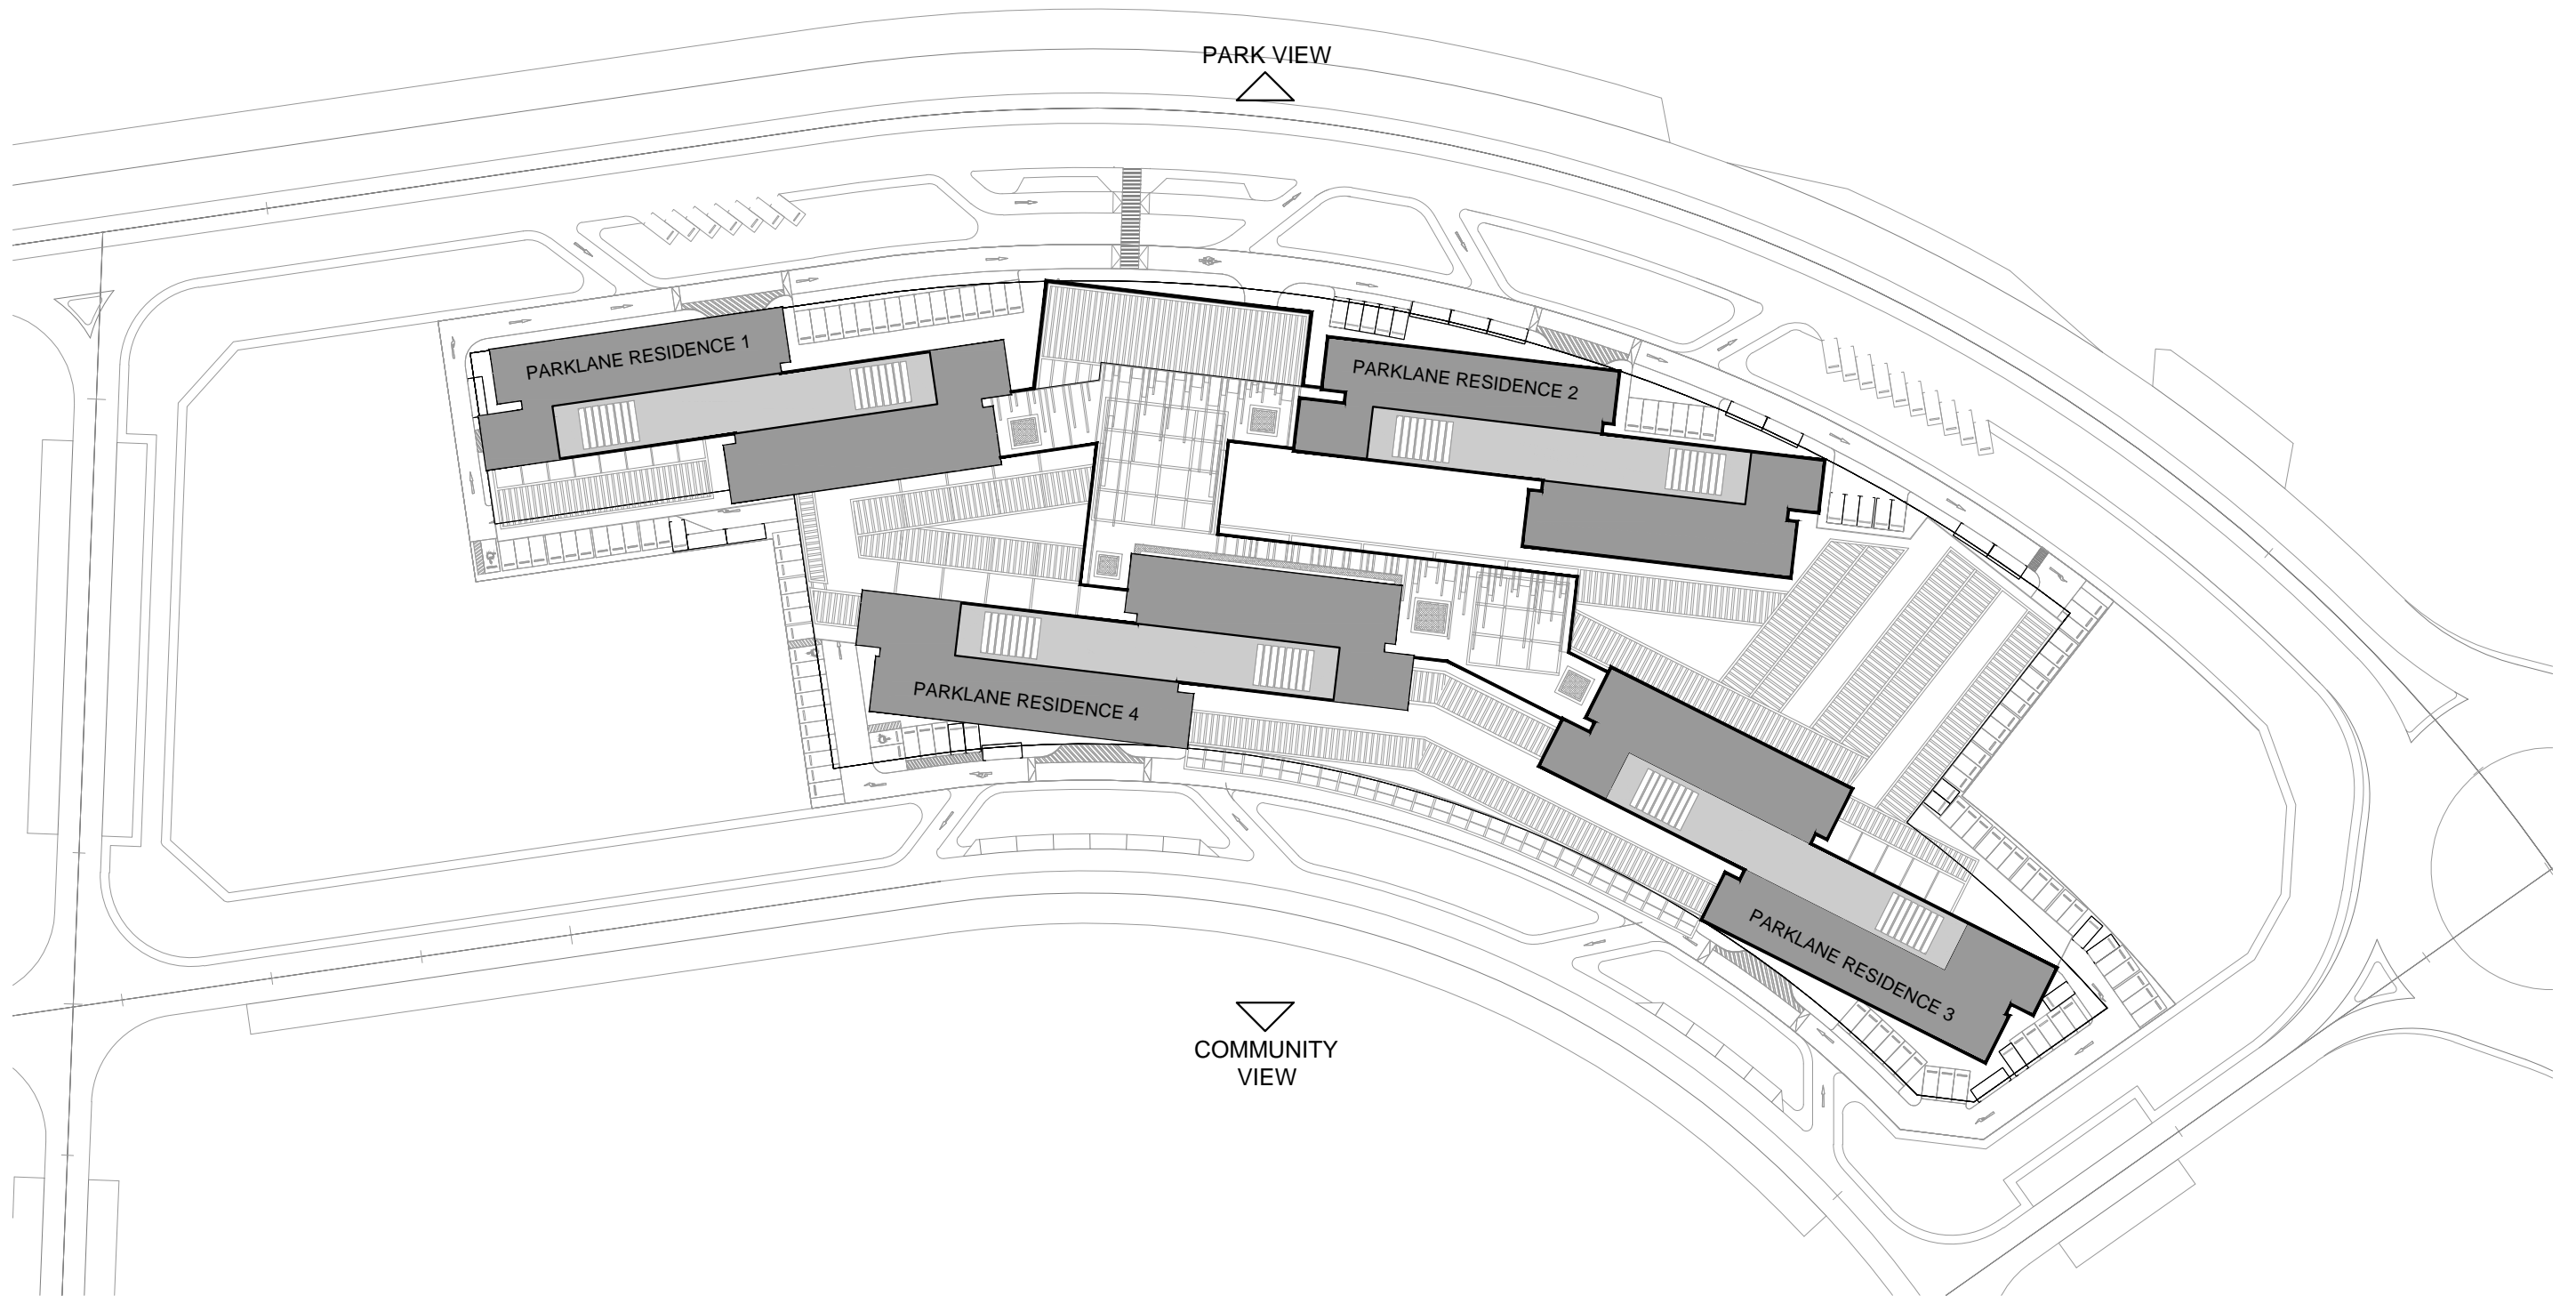 PARK VIEW
PARKLANE RESIDENCE 1
PARKLANE RESIDENCE 2
PARKLANE RESIDENCE 4
PARKLANE RESIDENCE 3
COMMUNITY
VIEW